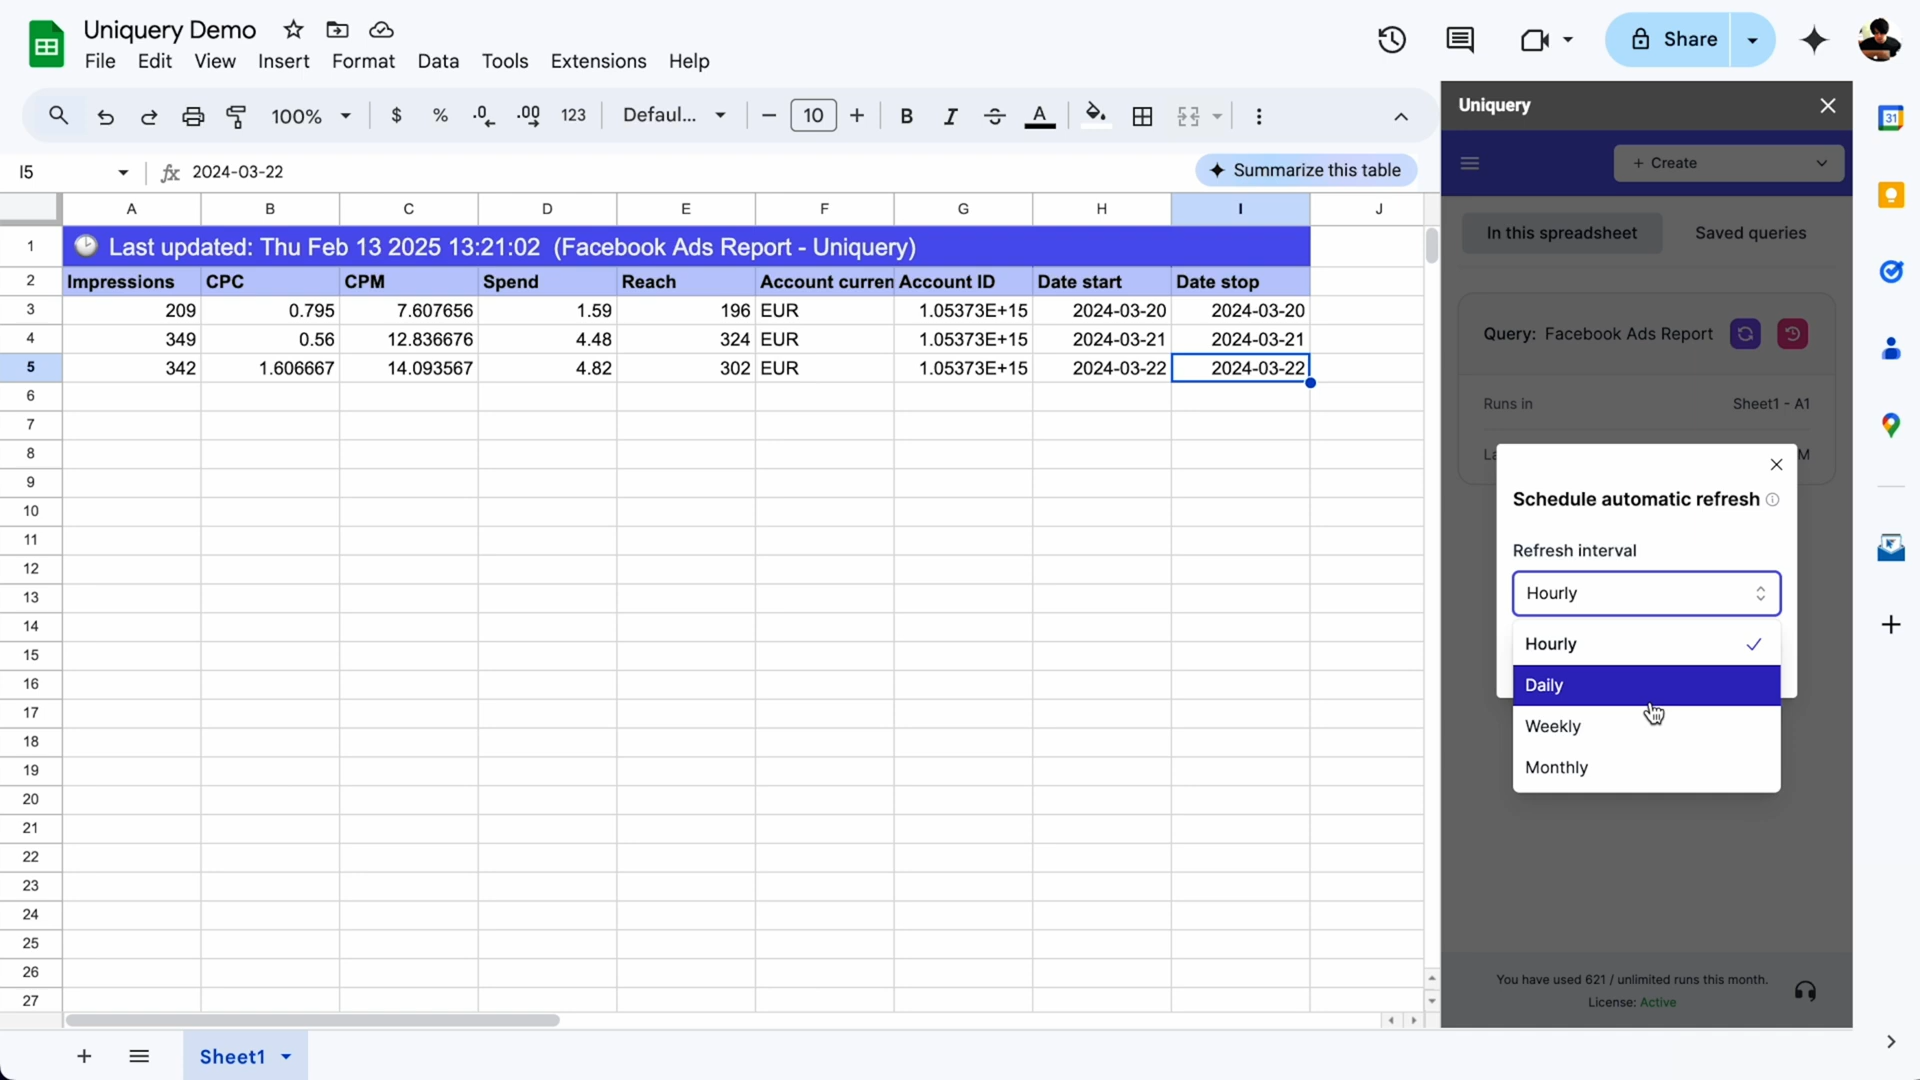 Uniquery Demo
File Edit View Insert Format Data Tools Extensions Help
Share
100% $ % .0 .00 123 Defaul... 10 B I S A
I5 fx 2024-03-22 Summarize this table
A B C D E F G H I J
1 Last updated: Thu Feb 13 2025 13:21:02 (Facebook Ads Report - Uniquery)
2 Impressions CPC CPM Spend Reach Account curren Account ID Date start Date stop
3 209 0.795 7.607656 1.59 196 EUR 1.05373E+15 2024-03-20 2024-03-20
4 349 0.56 12.836676 4.48 324 EUR 1.05373E+15 2024-03-21 2024-03-21
5 342 1.606667 14.093567 4.82 302 EUR 1.05373E+15 2024-03-22 2024-03-22
6
7
8
9
10
11
12
13
14
15
16
17
18
19
20
21
22
23
24
25
26
27
Sheet1
Uniquery
+ Create
In this spreadsheet Saved queries
Query: Facebook Ads Report
Runs in Sheet1 - A1
La M
Schedule automatic refresh
Refresh interval
Hourly
Hourly
Daily
Weekly
Monthly
You have used 621 / unlimited runs this month.
License: Active
31